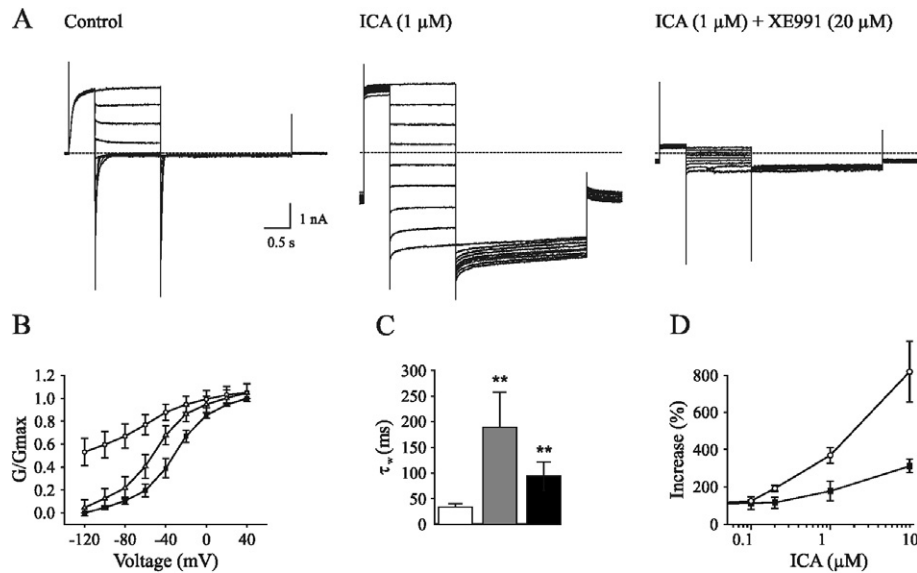 A
Control
ICA (1 µM)
ICA (1 µM) + XE991 (20 µM)
1 nA
0.5 s
B
C
D
G/Gmax
1.2
1.0
0.8
0.6
0.4
0.2
0.0
-120
-80
-40
0
40
Voltage (mV)
τw (ms)
300
250
200
150
100
50
0
**
**
Increase (%)
800
600
400
200
0
0.1
1
10
ICA (µM)